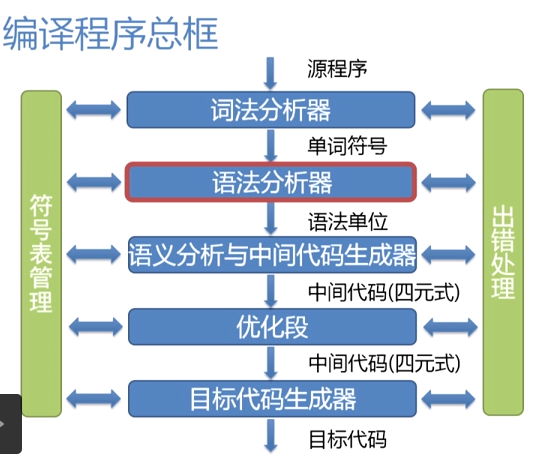 编译程序总框
源程序
词法分析器
单词符号
语法分析器
语法单位
语义分析与中间代码生成器
中间代码(四元式)
优化段
中间代码(四元式)
目标代码生成器
目标代码
符号表管理
出错处理